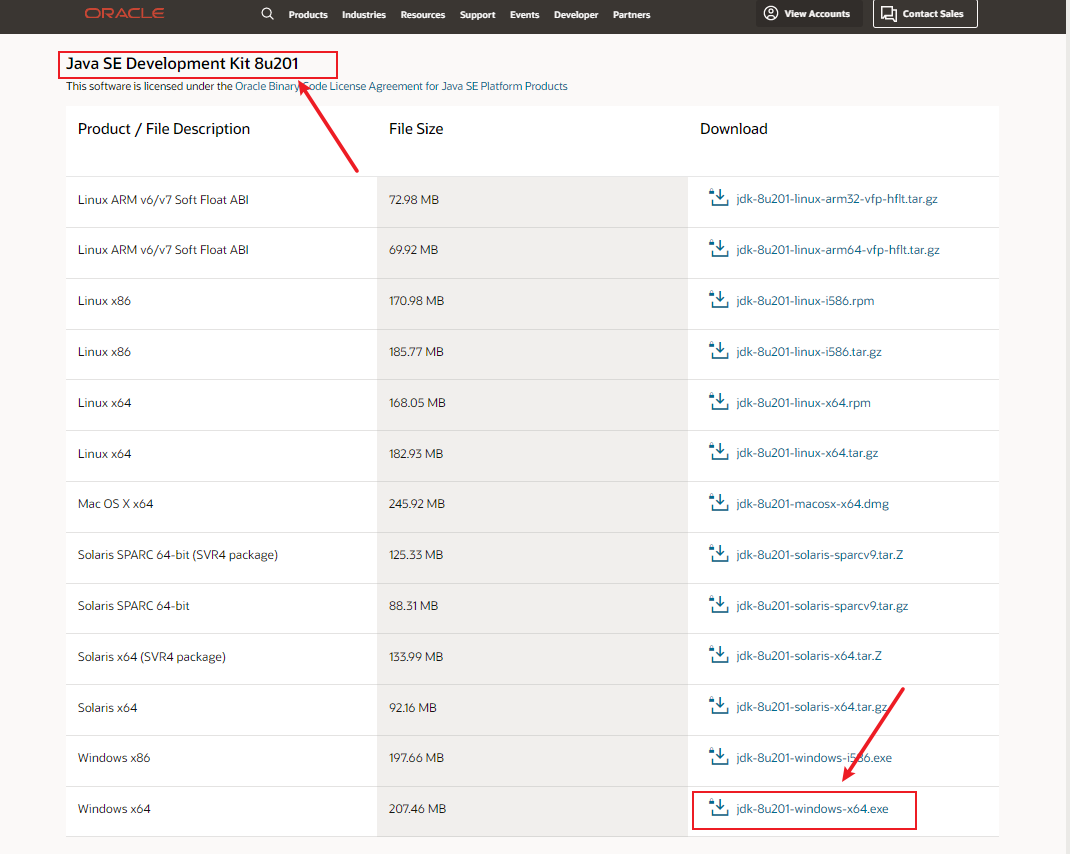 ORACLE Products Industries Resources Support Events Developer Partners View Accounts Contact Sales
Java SE Development Kit 8u201
This software is licensed under the Oracle Binary Code License Agreement for Java SE Platform Products
Product / File Description File Size Download
Linux ARM v6/v7 Soft Float ABI 72.98 MB jdk-8u201-linux-arm32-vfp-hflt.tar.gz
Linux ARM v6/v7 Soft Float ABI 69.92 MB jdk-8u201-linux-arm64-vfp-hflt.tar.gz
Linux x86 170.98 MB jdk-8u201-linux-i586.rpm
Linux x86 185.77 MB jdk-8u201-linux-i586.tar.gz
Linux x64 168.05 MB jdk-8u201-linux-x64.rpm
Linux x64 182.93 MB jdk-8u201-linux-x64.tar.gz
Mac OS X x64 245.92 MB jdk-8u201-macosx-x64.dmg
Solaris SPARC 64-bit (SVR4 package) 125.33 MB jdk-8u201-solaris-sparcv9.tar.Z
Solaris SPARC 64-bit 88.31 MB jdk-8u201-solaris-sparcv9.tar.gz
Solaris x64 (SVR4 package) 133.99 MB jdk-8u201-solaris-x64.tar.Z
Solaris x64 92.16 MB jdk-8u201-solaris-x64.tar.gz
Windows x86 197.66 MB jdk-8u201-windows-i586.exe
Windows x64 207.46 MB jdk-8u201-windows-x64.exe